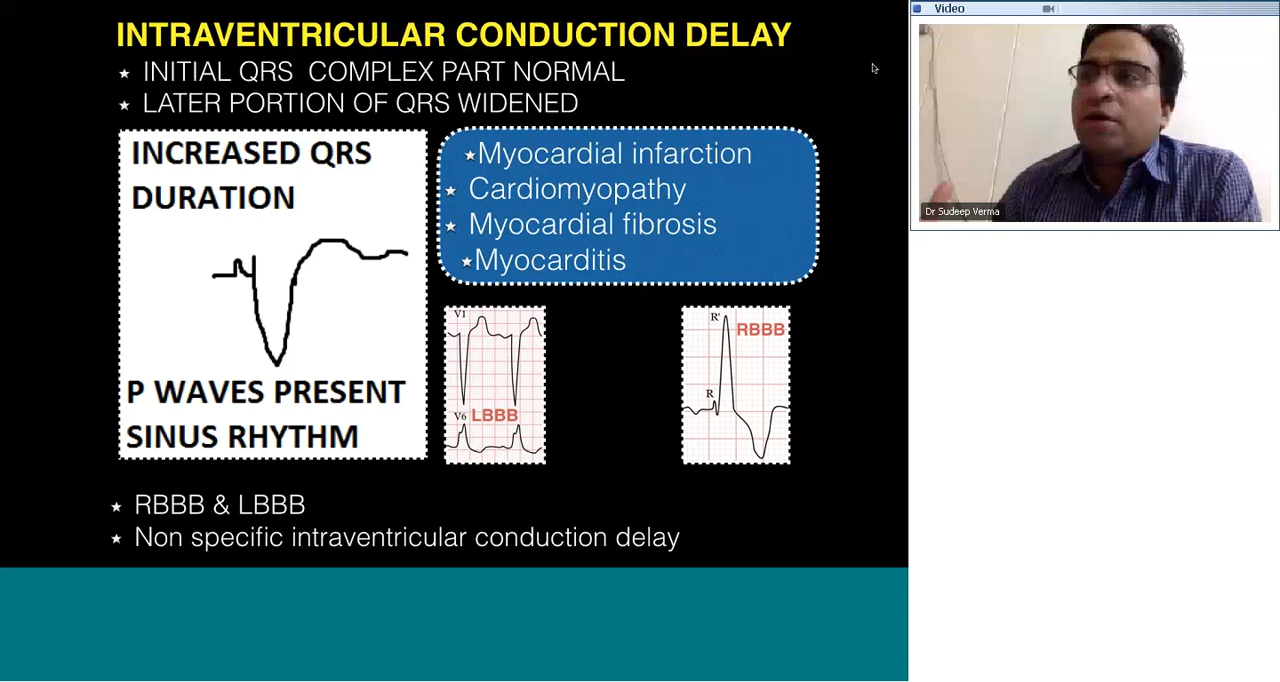 INTRAVENTRICULAR CONDUCTION DELAY
INITIAL QRS COMPLEX PART NORMAL
LATER PORTION OF QRS WIDENED
INCREASED QRS
DURATION
P WAVES PRESENT
SINUS RHYTHM
Myocardial infarction
Cardiomyopathy
Myocardial fibrosis
Myocarditis
V1
V6 LBBB
R'
RBBB
R
RBBB & LBBB
Non specific intraventricular conduction delay
Video
Dr Sudeep Verma